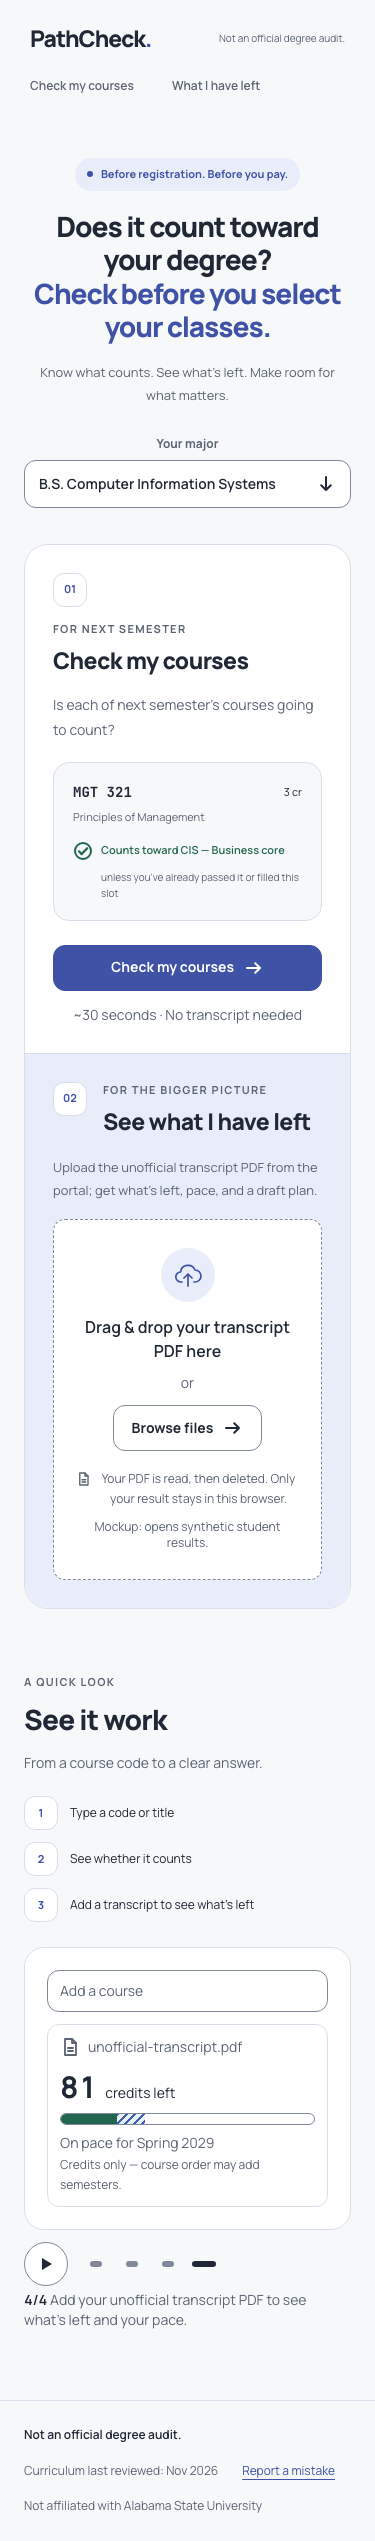 PathCheck.
Not an official degree audit.
Check my courses
What I have left
Before registration. Before you pay.
Does it count toward
your degree?
Check before you select
your classes.
Know what counts. See what's left. Make room for
what matters.
Your major
B.S. Computer Information Systems
01
FOR NEXT SEMESTER
Check my courses
Is each of next semester's courses going
to count?
MGT 321
3 cr
Principles of Management
Counts toward CIS — Business core
unless you've already passed it or filled this
slot
Check my courses
~30 seconds · No transcript needed
02
FOR THE BIGGER PICTURE
See what I have left
Upload the unofficial transcript PDF from the
portal; get what's left, pace, and a draft plan.
Drag & drop your transcript
PDF here
or
Browse files
Your PDF is read, then deleted. Only
your result stays in this browser.
Mockup: opens synthetic student
results.
A QUICK LOOK
See it work
From a course code to a clear answer.
1
Type a code or title
2
See whether it counts
3
Add a transcript to see what's left
Add a course
unofficial-transcript.pdf
81 credits left
On pace for Spring 2029
Credits only — course order may add
semesters.
4/4 Add your unofficial transcript PDF to see
what's left and your pace.
Not an official degree audit.
Curriculum last reviewed: Nov 2026
Report a mistake
Not affiliated with Alabama State University